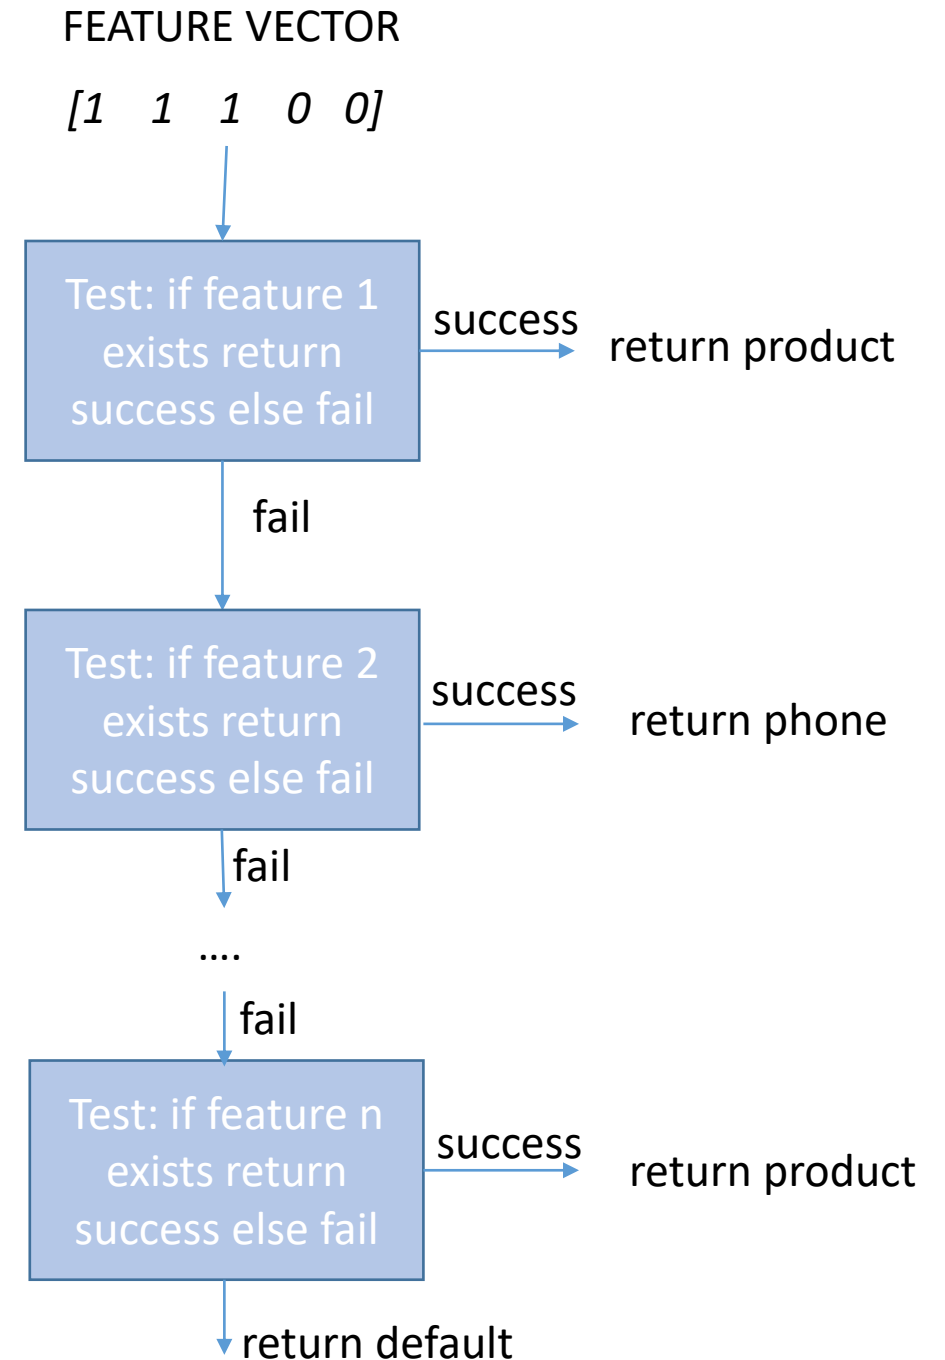 FEATURE VECTOR
[1 1 1 0 0]
Test: if feature 1
exists return
success else fail
success
return product
fail
Test: if feature 2
exists return
success else fail
success
return phone
fail
....
fail
Test: if feature n
exists return
success else fail
success
return product
return default